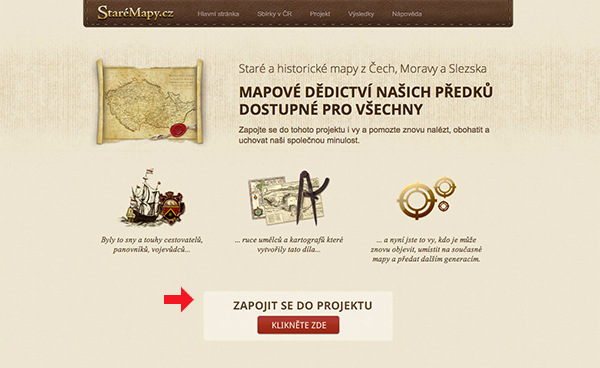 StaréMapy.cz
Hlavní stránka Sbírky v ČR Projekt Výsledky Nápověda
Staré a historické mapy z Čech, Moravy a Slezska
MAPOVÉ DĚDICTVÍ NAŠICH PŘEDKŮ
DOSTUPNÉ PRO VŠECHNY
Zapojte se do tohoto projektu i vy a pomozte znovu nalézt, obohatit a
uchovat naši společnou minulost.
Byly to sny a touhy cestovatelů,
panovníků, vojevůdců...
... ruce umělců a kartografů které
vytvořily tato díla...
... a nyní jste to vy, kdo je může
znovu objevit, umístit na současné
mapy a předat dalším generacím.
ZAPOJIT SE DO PROJEKTU
KLIKNĚTE ZDE